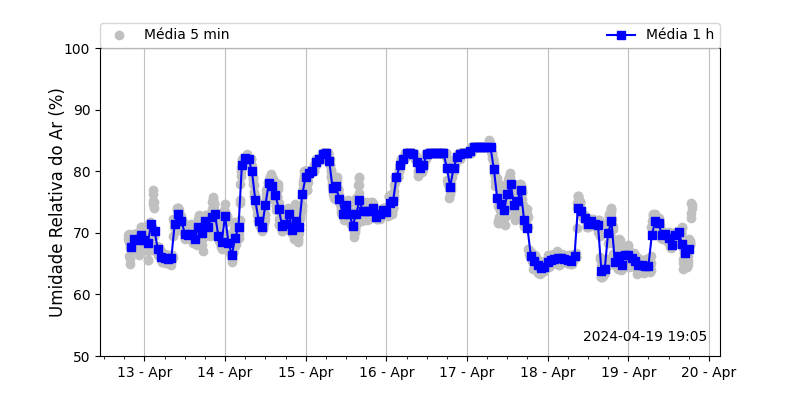 Média 5 min
Média 1 h
Umidade Relativa do Ar (%)
100
90
80
70
60
50
2024-04-19 19:05
13 - Apr
14 - Apr
15 - Apr
16 - Apr
17 - Apr
18 - Apr
19 - Apr
20 - Apr